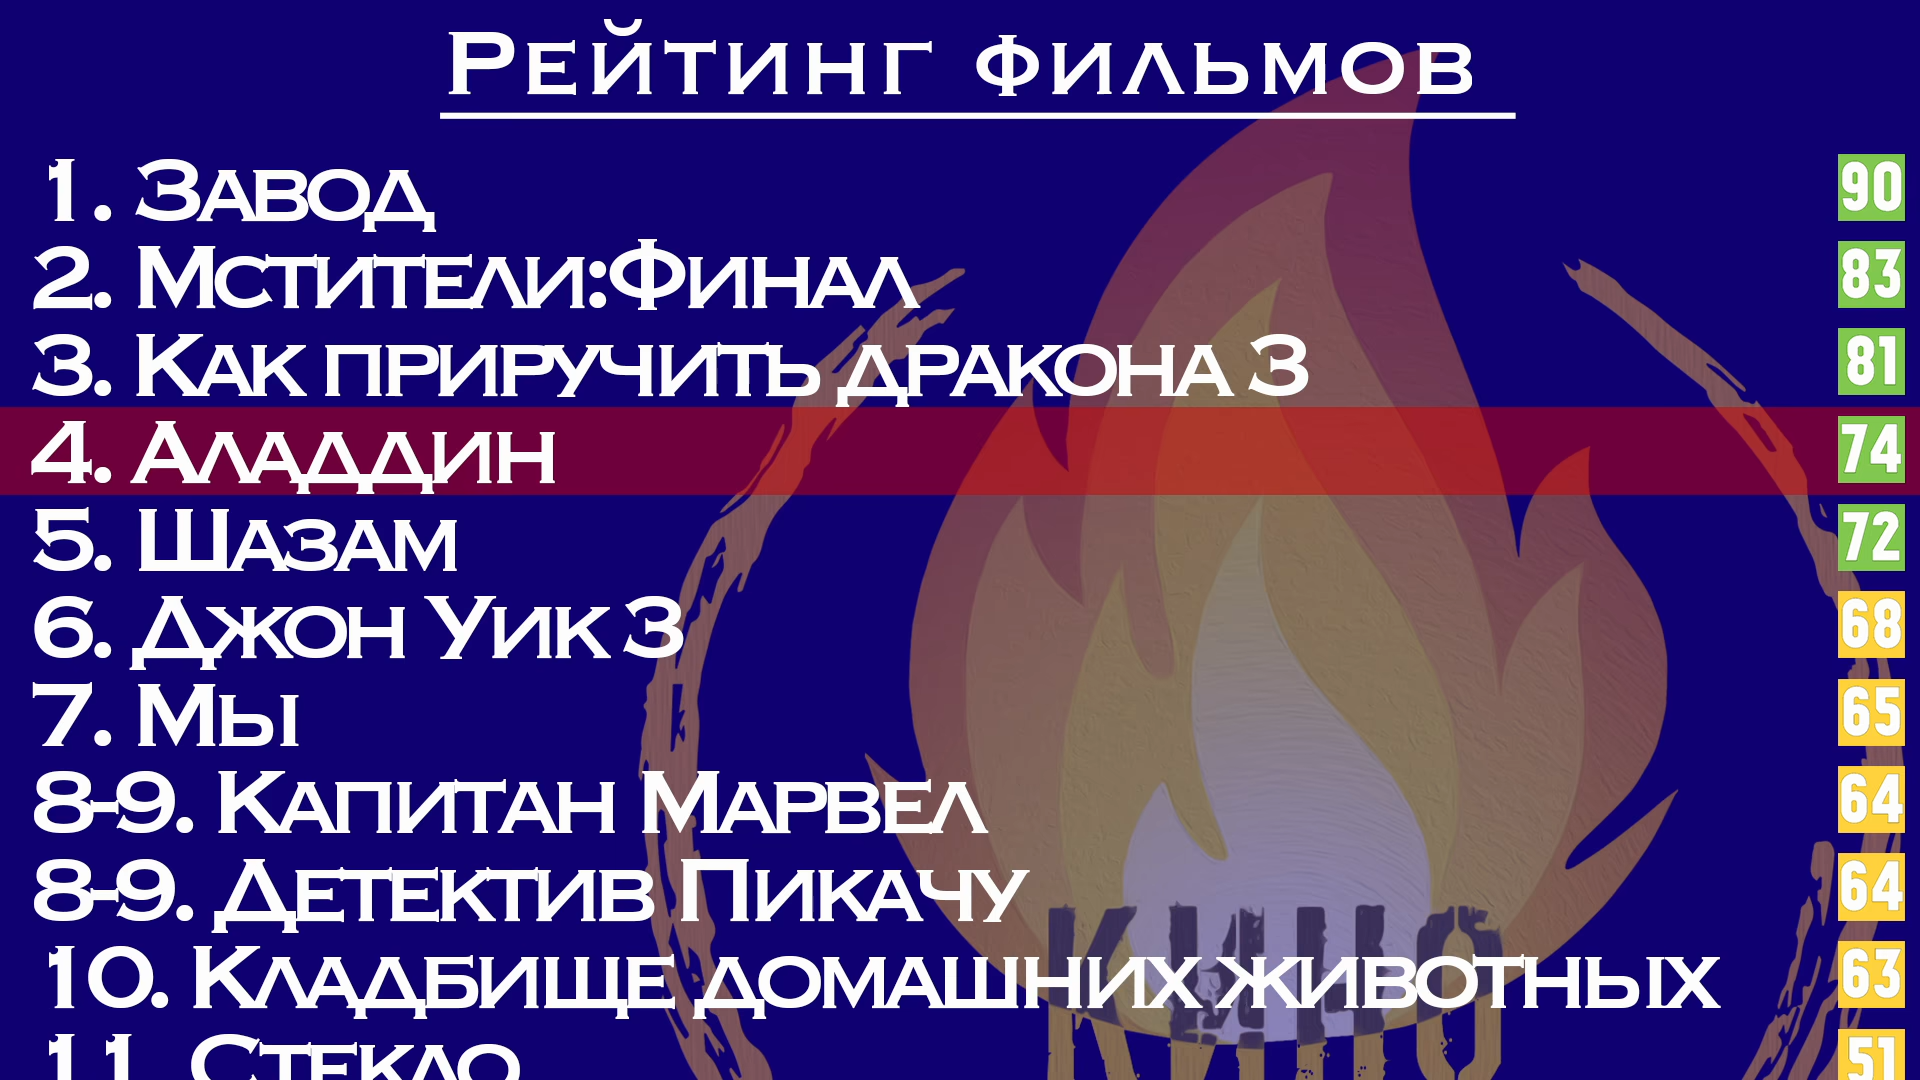 Рейтинг фильмов
1. Завод 90
2. Мстители:Финал 83
3. Как приручить дракона 3 81
4. Аладдин 74
5. Шазам 72
6. Джон Уик 3 68
7. Мы 65
8-9. Капитан Марвел 64
8-9. Детектив Пикачу 64
10. Кладбище домашних животных 63
КИНО
11. Стекло 51